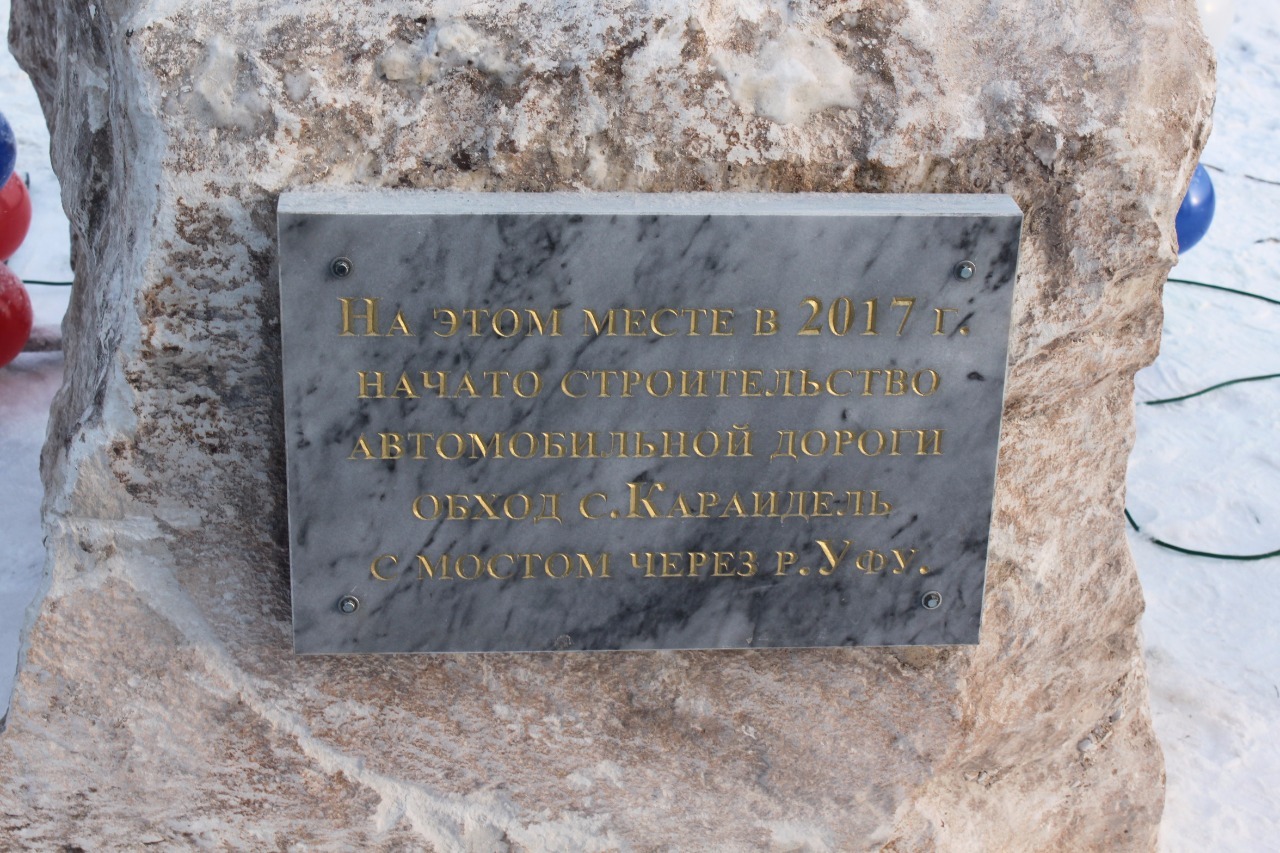 На этом месте в 2017 г.
начато строительство
автомобильной дороги
обход с.Караидель
с мостом через р.Уфу.